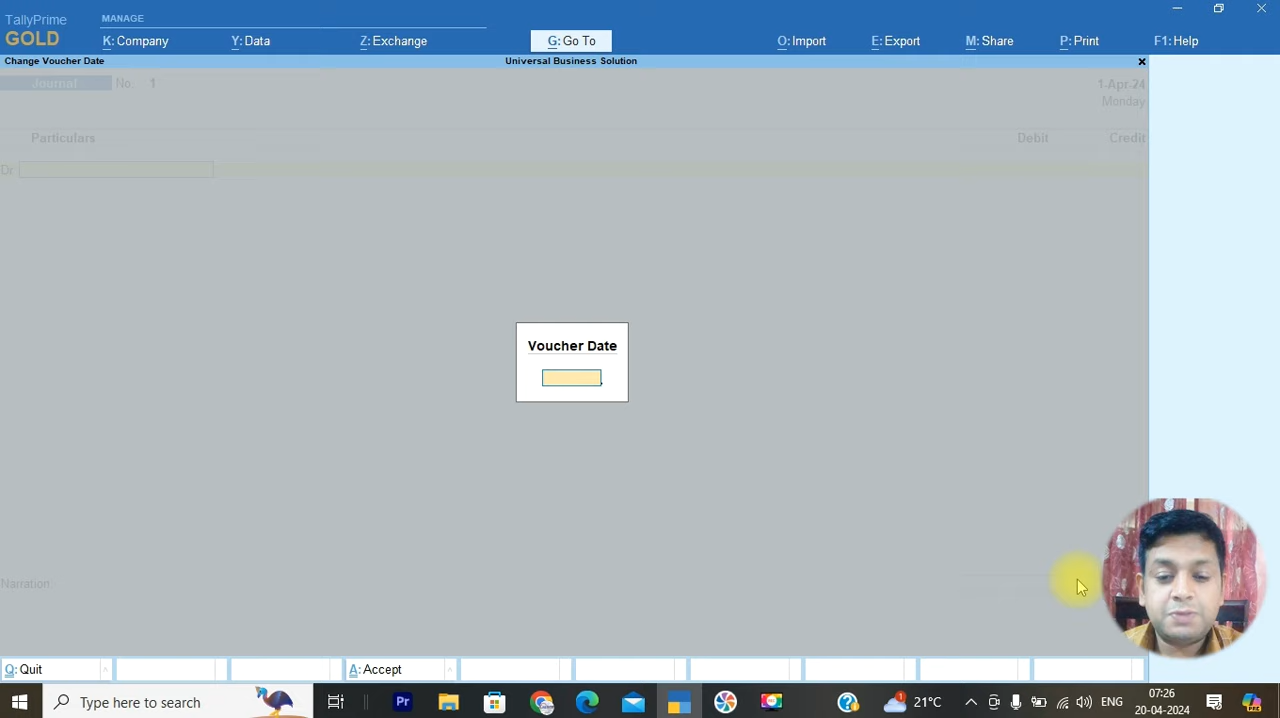 TallyPrime
GOLD
MANAGE
K: Company
Y: Data
Z: Exchange
G: Go To
O: Import
E: Export
M: Share
P: Print
F1: Help
Change Voucher Date
Universal Business Solution
Journal No. 1
1-Apr-24
Monday
Particulars
Debit
Credit
Dr
Voucher Date
Narration
Q: Quit
A: Accept
Type here to search
Pr
1
21°C
ENG
07:26
20-04-2024